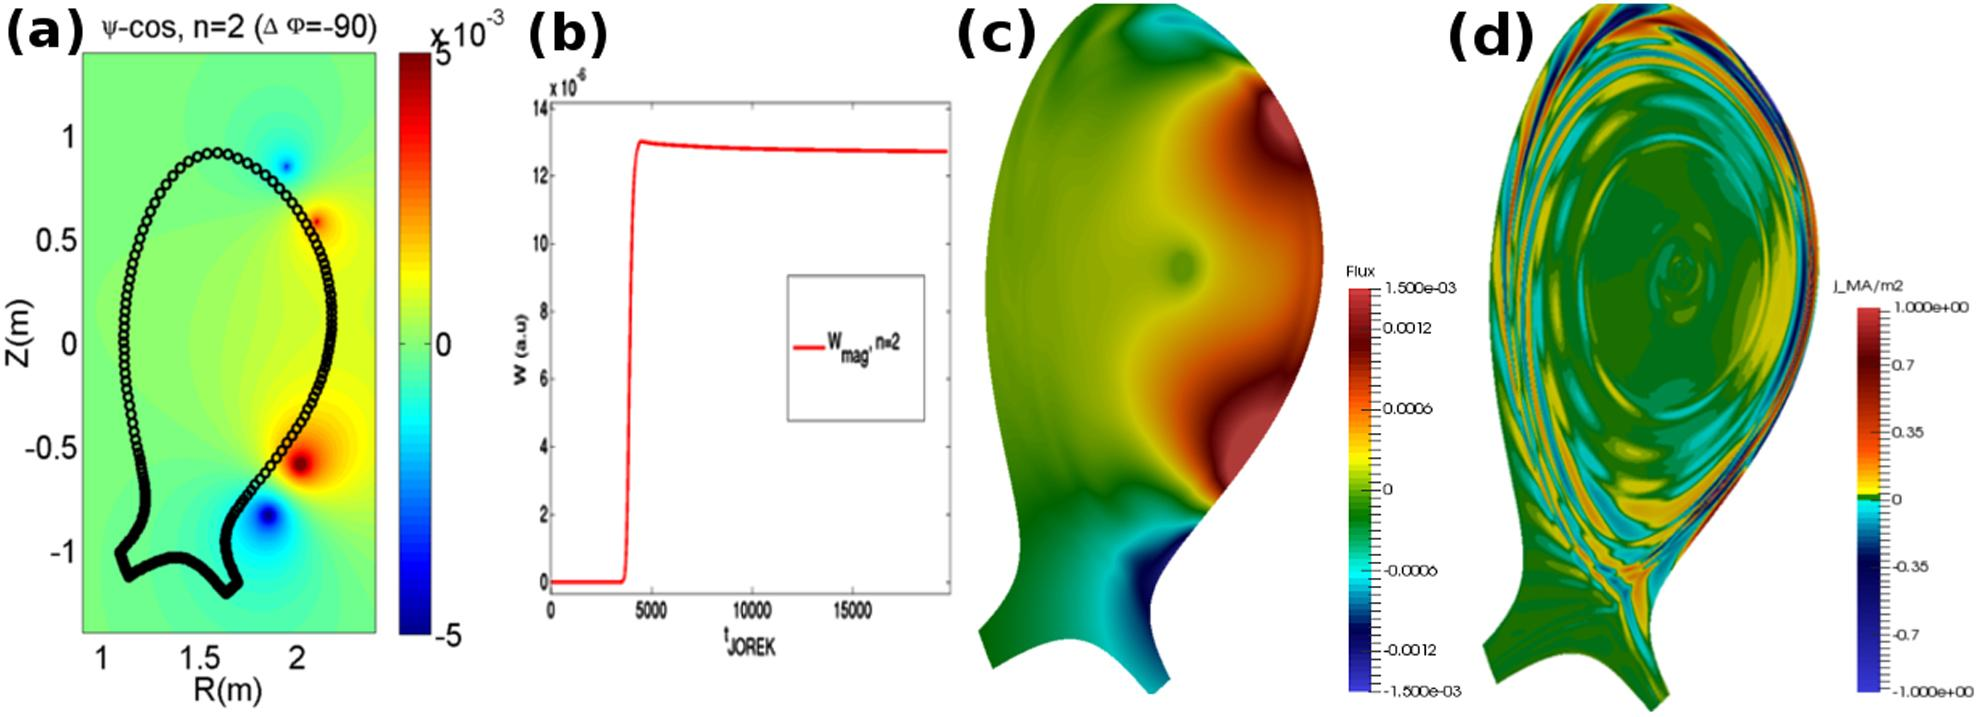 (a)
ψ-cos, n=2 (Δ Φ=-90)
x 10^-3
5
0
-5
1
0.5
0
-0.5
-1
Z(m)
1 1.5 2
R(m)
(b)
x 10^-6
14
12
10
8
6
4
2
0
W (a.u)
W_mag, n=2
0 5000 10000 15000
t_JOREK
(c)
Flux
1.500e-03
0.0012
0.0006
0
-0.0006
-0.0012
-1.500e-03
(d)
J_MA/m2
1.000e+00
0.7
0.35
0
-0.35
-0.7
-1.000e+00